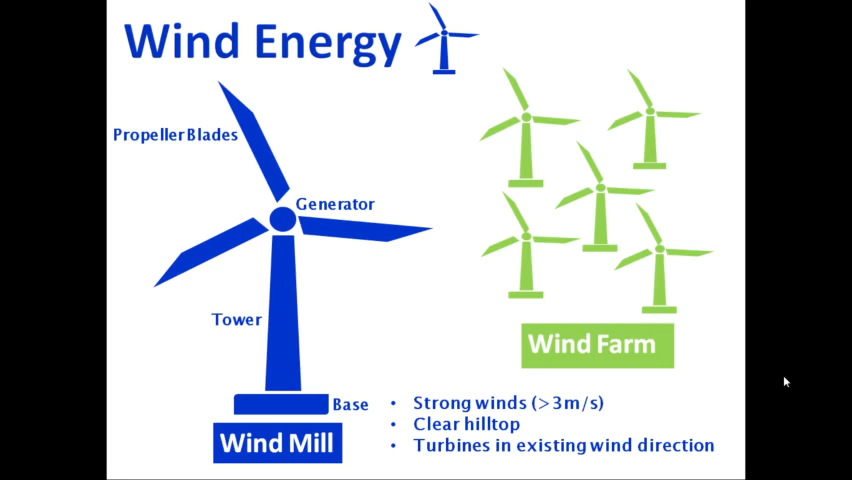 Wind Energy
Propeller Blades
Generator
Tower
Base
Wind Mill
Wind Farm
• Strong winds (>3m/s)
• Clear hilltop
• Turbines in existing wind direction